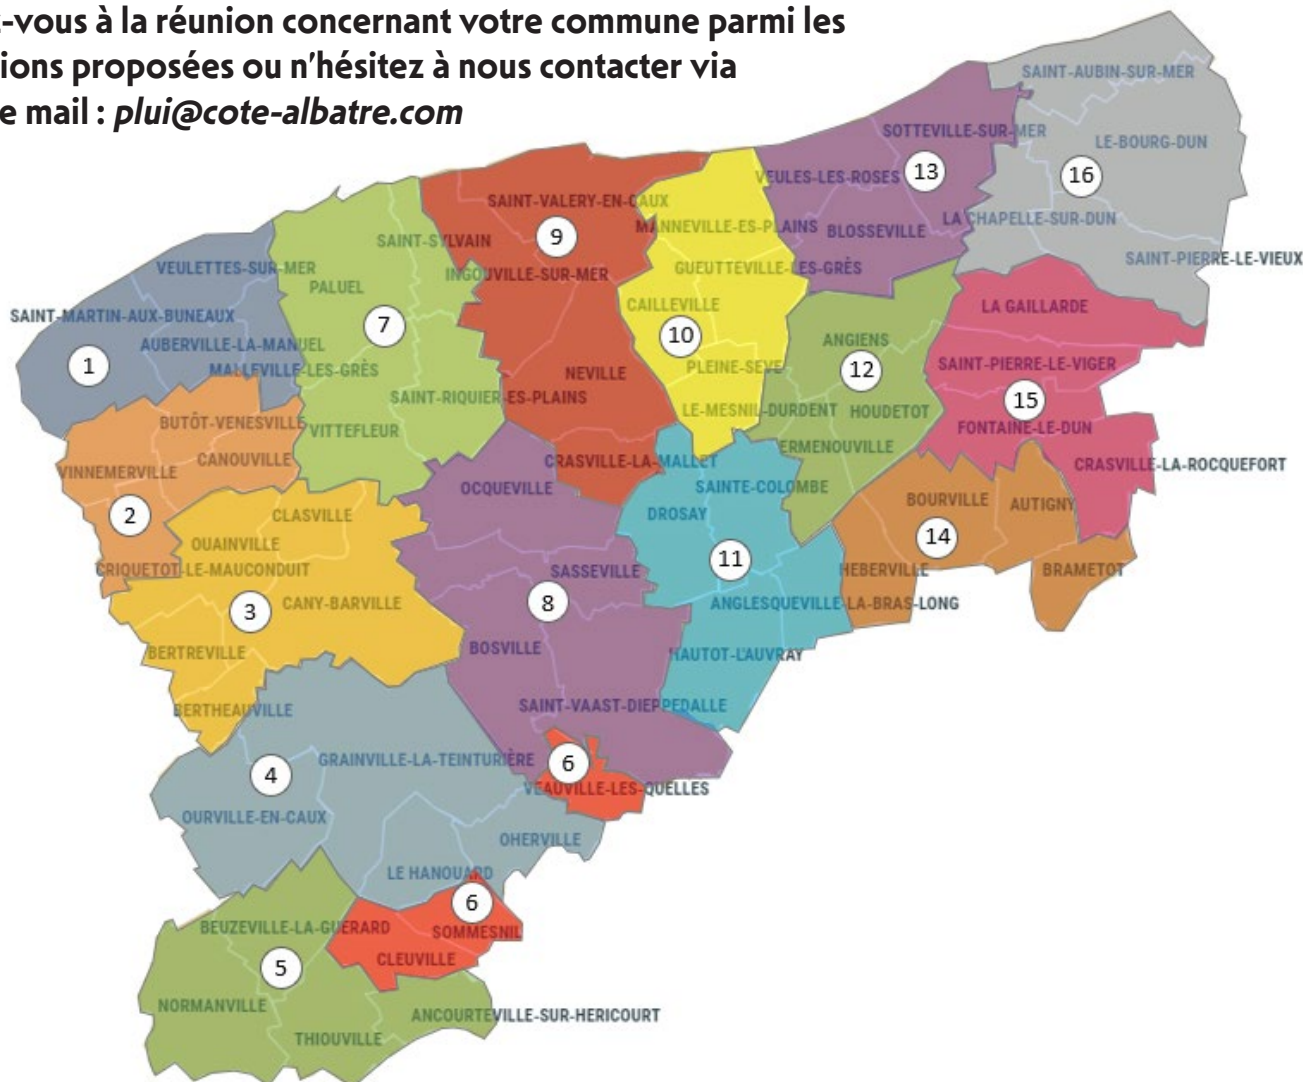 z-vous à la réunion concernant votre commune parmi les
ions proposées ou n'hésitez à nous contacter via
e mail : plui@cote-albatre.com
SAINT-AUBIN-SUR-MER
SOTTEVILLE-SUR-MER
LE-BOURG-DUN
13
16
VEULES-LES-ROSES
SAINT-VALERY-EN-CAUX
LA CHAPELLE-SUR-DUN
MANNEVILLE-ES-PLAINS
BLOSSEVILLE
9
SAINT-SYLVAIN
SAINT-PIERRE-LE-VIEUX
VEULETTES-SUR-MER
GUEUTTEVILLE-LES-GRÈS
INGOUVILLE-SUR-MER
PALUEL
CAILLEVILLE
LA GAILLARDE
SAINT-MARTIN-AUX-BUNEAUX
7
10
ANGIENS
AUBERVILLE-LA-MANUEL
1
SAINT-PIERRE-LE-VIGER
PLEINE-SEVE
12
MALLEVILLE-LES-GRÈS
NEVILLE
SAINT-RIQUIER-ES-PLAINS
15
LE-MESNIL-DURDENT
HOUDETOT
BUTÔT-VENESVILLE
FONTAINE-LE-DUN
VITTEFLEUR
ERMENOUVILLE
CANOUVILLE
CRASVILLE-LA-MALLET
CRASVILLE-LA-ROCQUEFORT
VINNEMERVILLE
OCQUEVILLE
SAINTE-COLOMBE
BOURVILLE
AUTIGNY
2
CLASVILLE
DROSAY
14
OUAINVILLE
11
CRIQUETOT-LE-MAUCONDUIT
SASSEVILLE
HEBERVILLE
BRAMETOT
3
CANY-BARVILLE
8
ANGLESQUEVILLE-LA-BRAS-LONG
BERTREVILLE
BOSVILLE
HAUTOT-L'AUVRAY
BERTHEAUVILLE
SAINT-VAAST-DIEPPEDALLE
GRAINVILLE-LA-TEINTURIÈRE
6
4
VEAUVILLE-LES-QUELLES
OURVILLE-EN-CAUX
OHERVILLE
LE HANOUARD
6
BEUZEVILLE-LA-GUERARD
SOMMESNIL
CLEUVILLE
5
NORMANVILLE
ANCOURTEVILLE-SUR-HERICOURT
THIOUVILLE